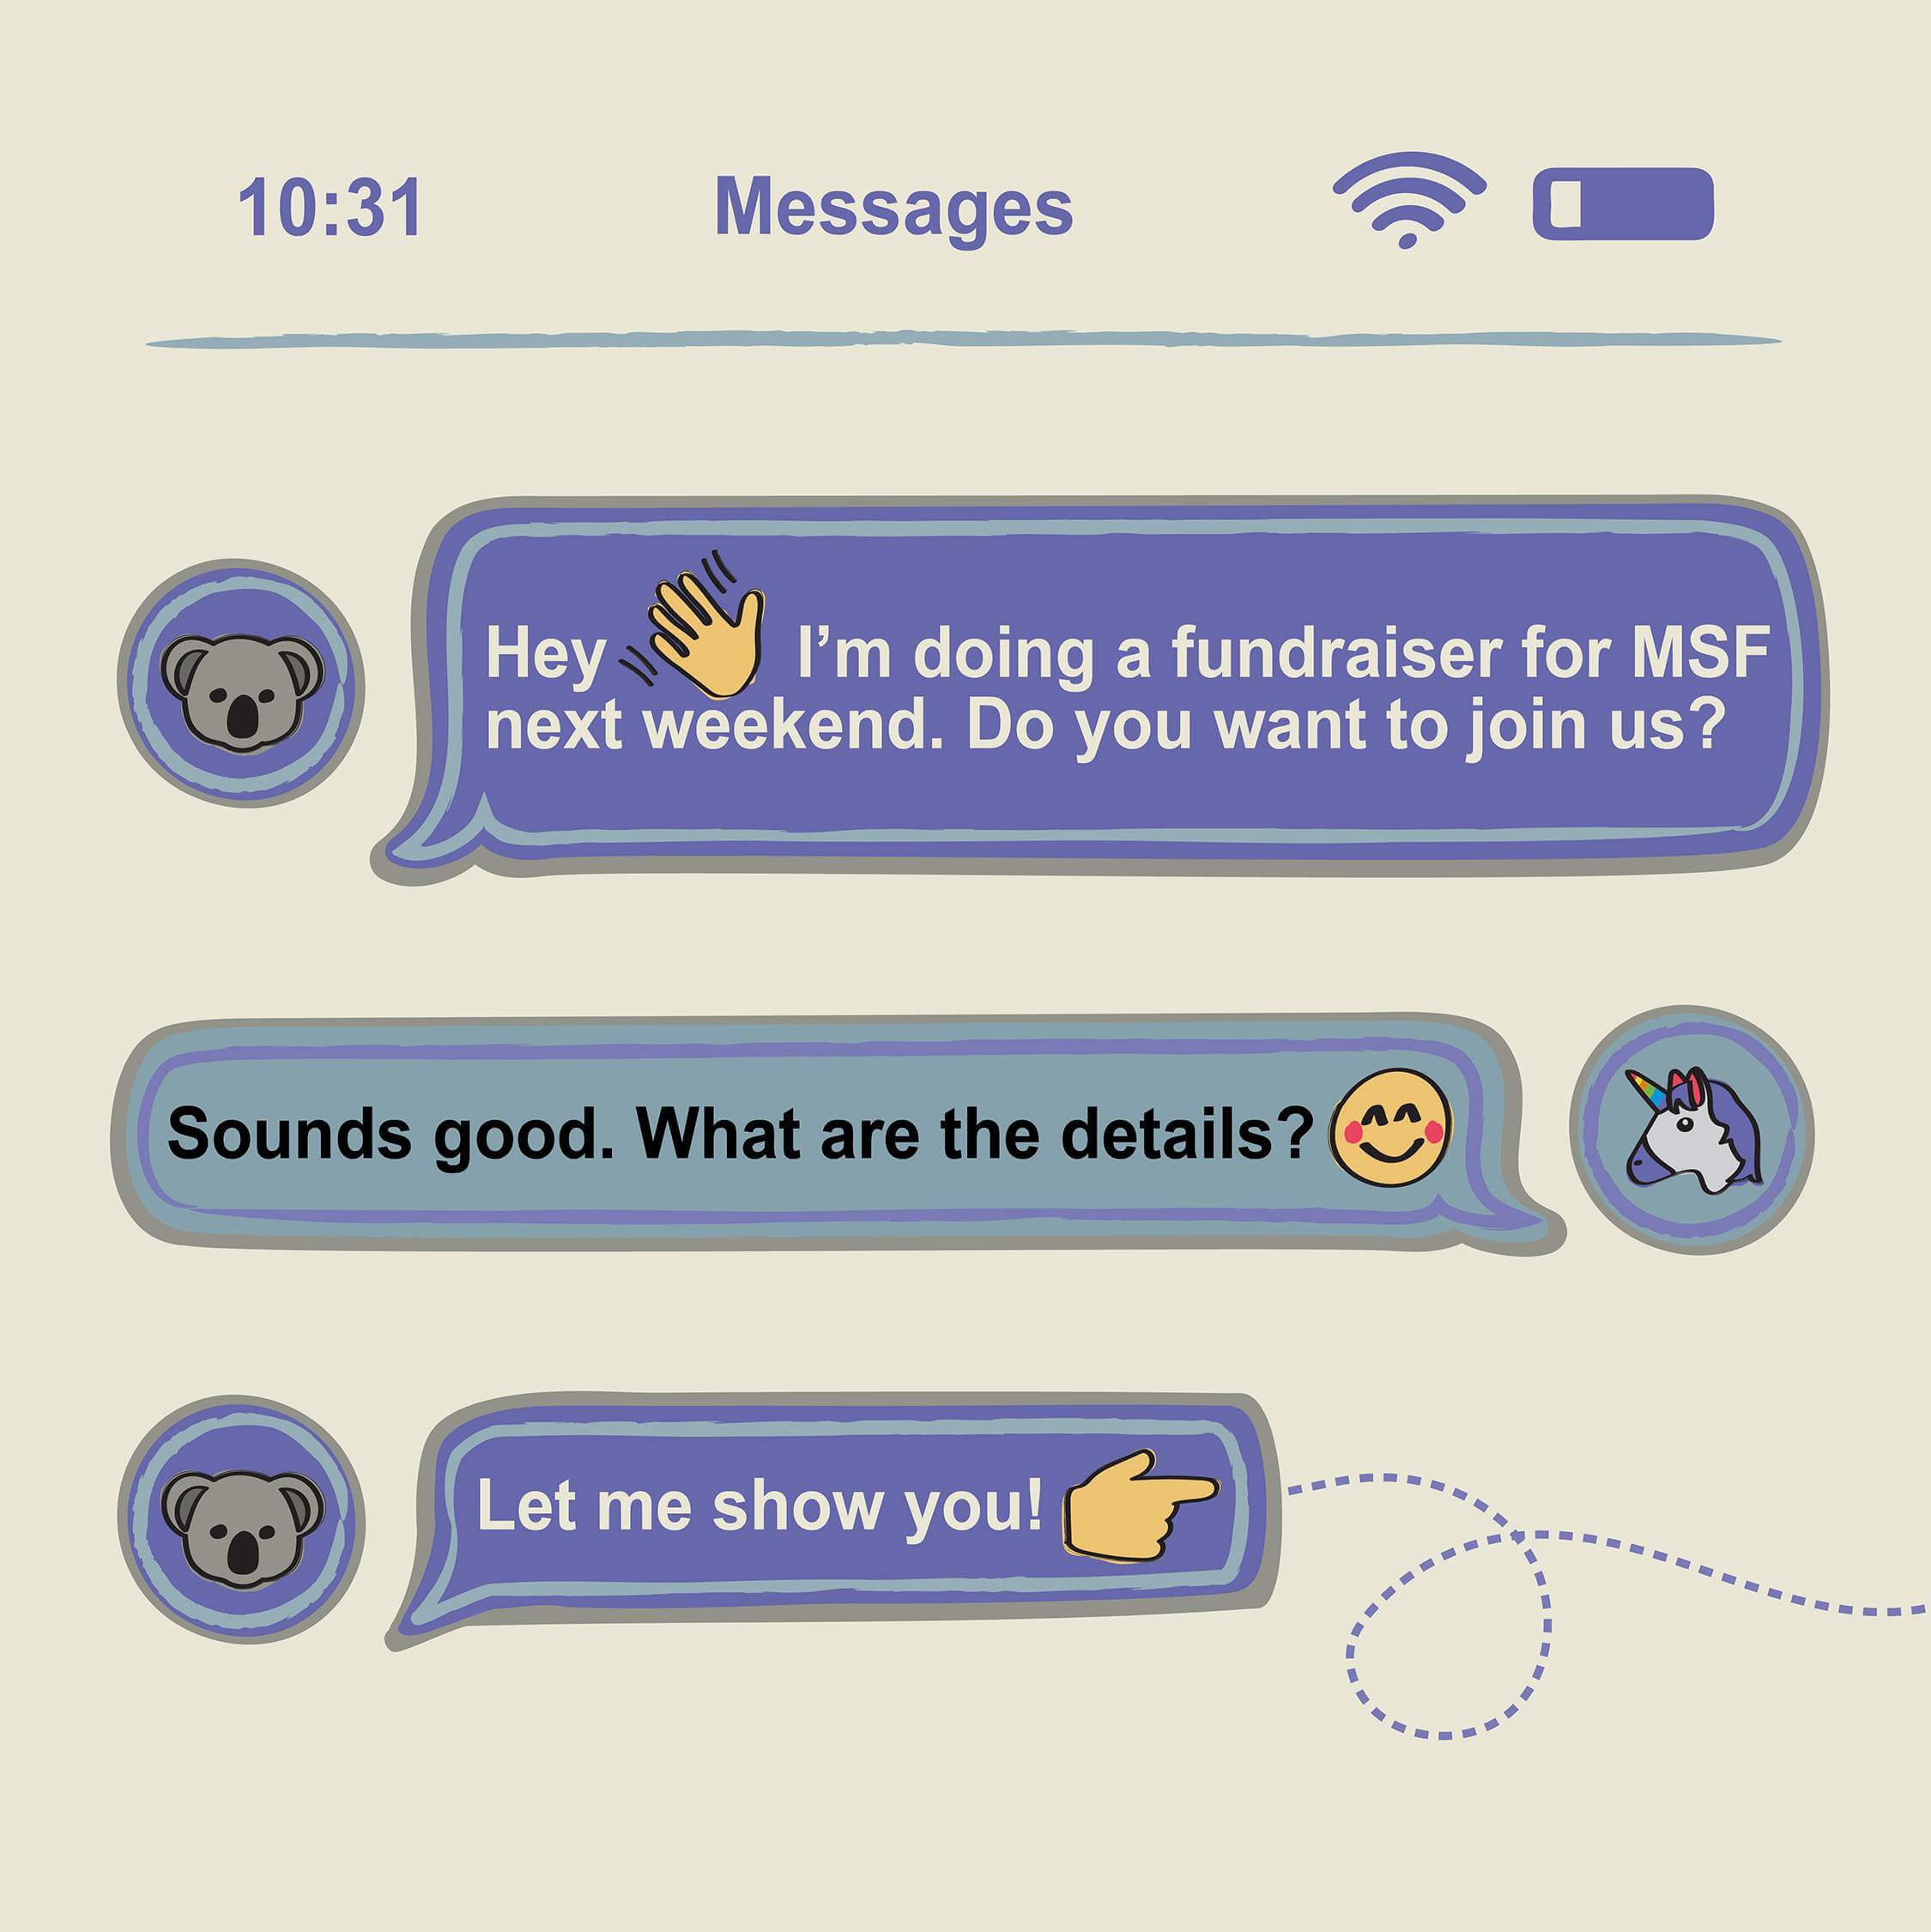 10:31 Messages
Hey 👋 I’m doing a fundraiser for MSF
next weekend. Do you want to join us?
Sounds good. What are the details? 😊
Let me show you! 👉